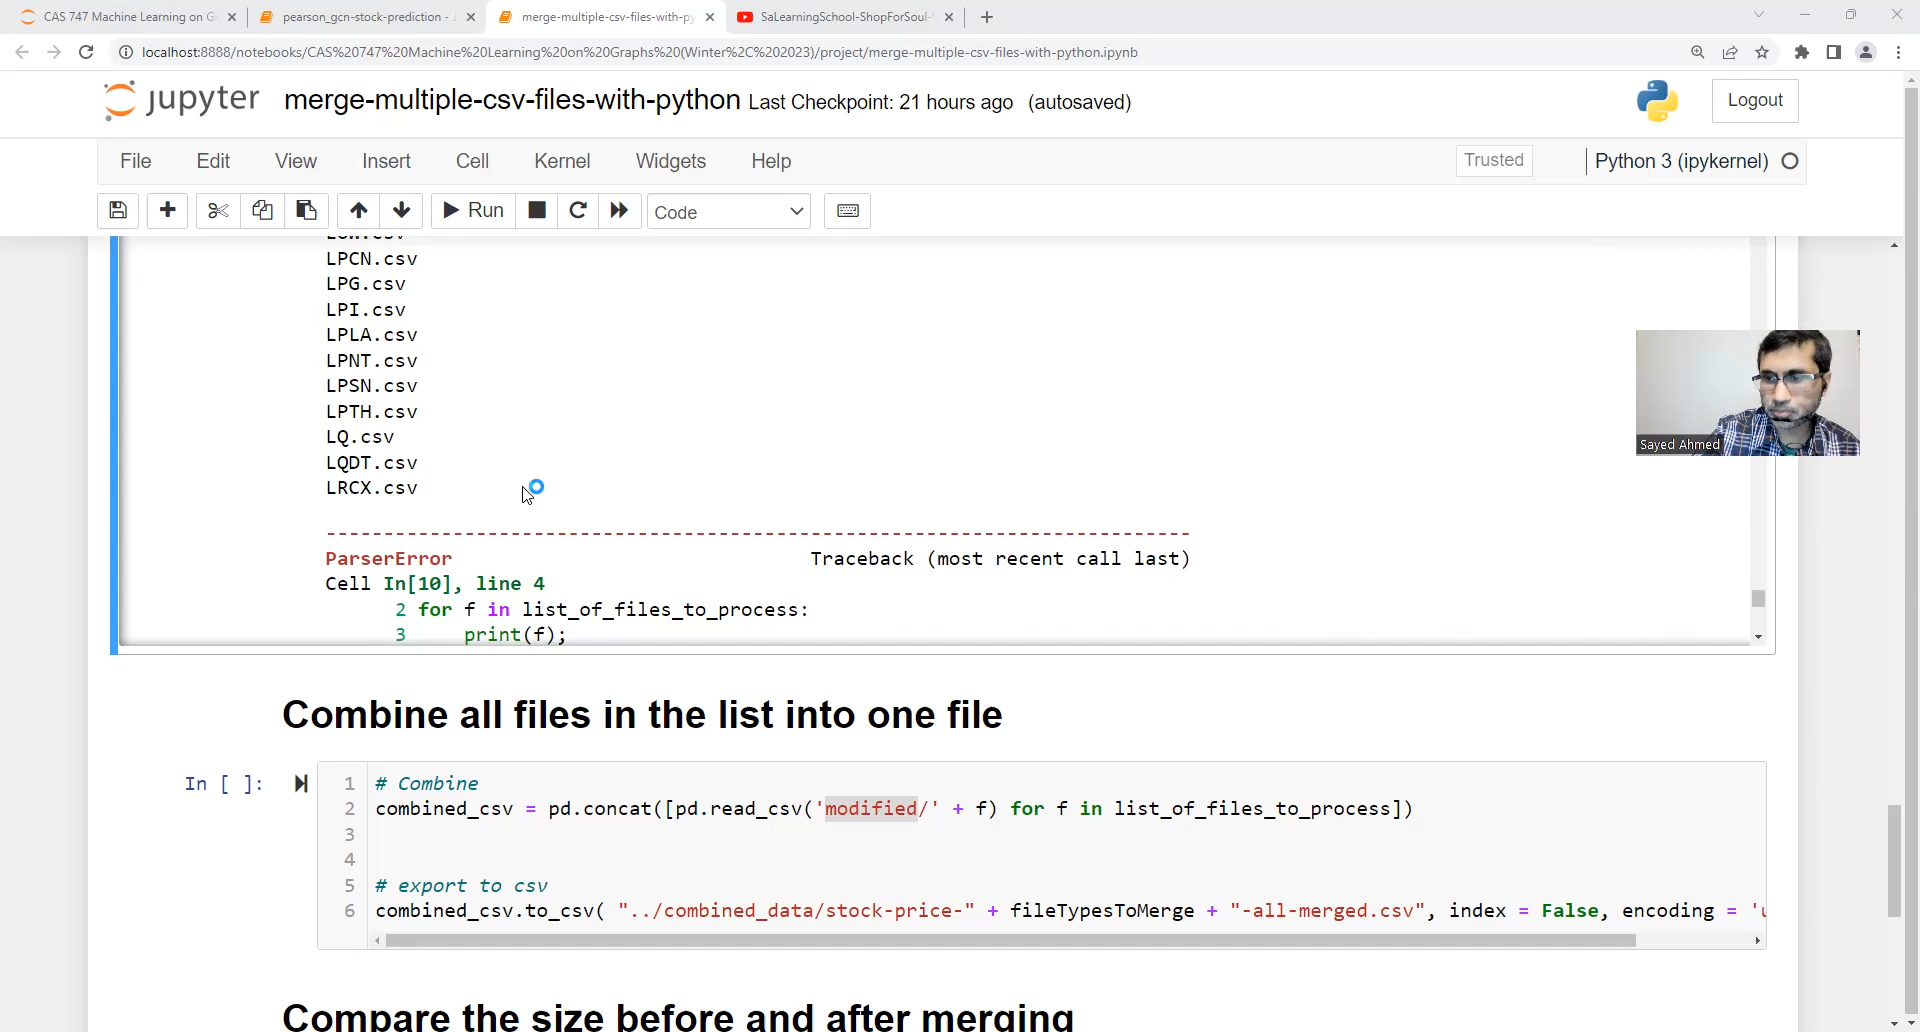 CAS 747 Machine Learning on G
pearson_gcn-stock-prediction - J
merge-multiple-csv-files-with-py
SaLearningSchool-ShopForSoul-
localhost:8888/notebooks/CAS%20747%20Machine%20Learning%20on%20Graphs%20(Winter%2C%202023)/project/merge-multiple-csv-files-with-python.ipynb
jupyter merge-multiple-csv-files-with-python Last Checkpoint: 21 hours ago (autosaved)
Logout
File Edit View Insert Cell Kernel Widgets Help
Trusted
Python 3 (ipykernel)
Run
Code
LOW.csv
LPCN.csv
LPG.csv
LPI.csv
LPLA.csv
LPNT.csv
LPSN.csv
LPTH.csv
LQ.csv
LQDT.csv
LRCX.csv
Sayed Ahmed
---------------------------------------------------------------------------
ParserError Traceback (most recent call last)
Cell In[10], line 4
2 for f in list_of_files_to_process:
3 print(f);
Combine all files in the list into one file
In [ ]:
1 # Combine
2 combined_csv = pd.concat([pd.read_csv('modified/' + f) for f in list_of_files_to_process])
3
4
5 # export to csv
6 combined_csv.to_csv( "../combined_data/stock-price-" + fileTypesToMerge + "-all-merged.csv", index = False, encoding = 'u
Compare the size before and after merging